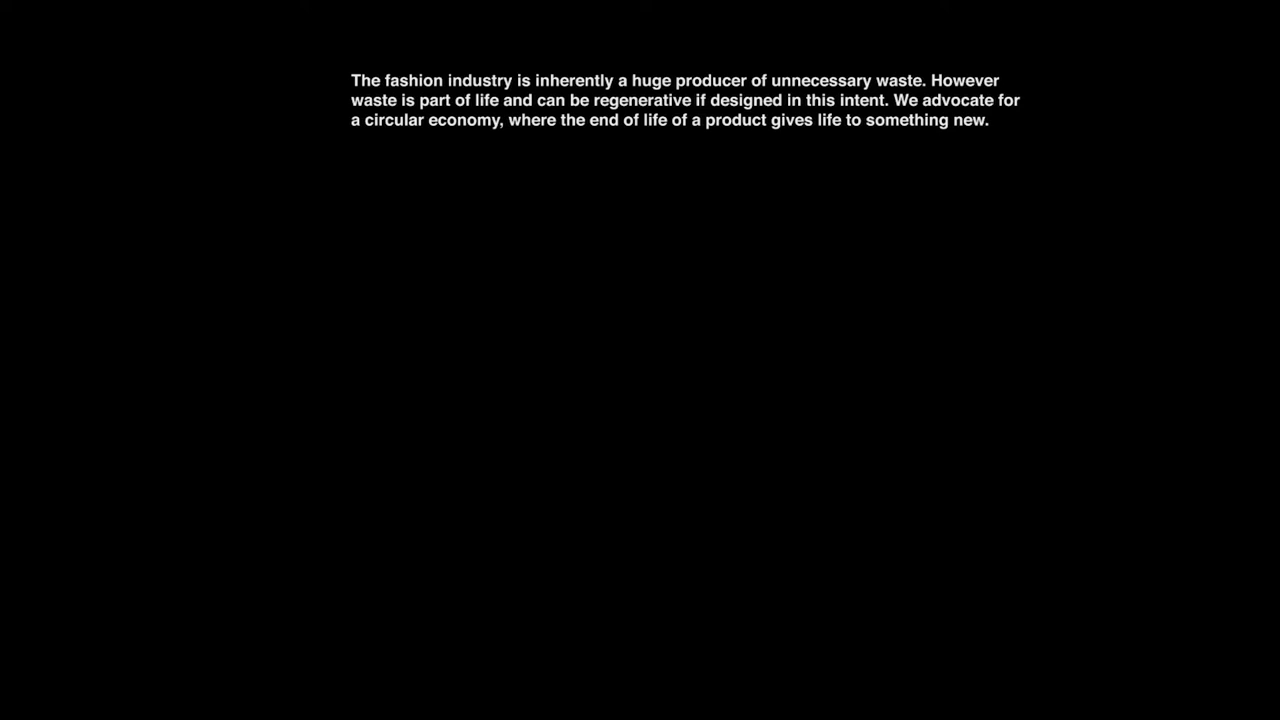 The fashion industry is inherently a huge producer of unnecessary waste. However
waste is part of life and can be regenerative if designed in this intent. We advocate for
a circular economy, where the end of life of a product gives life to something new.